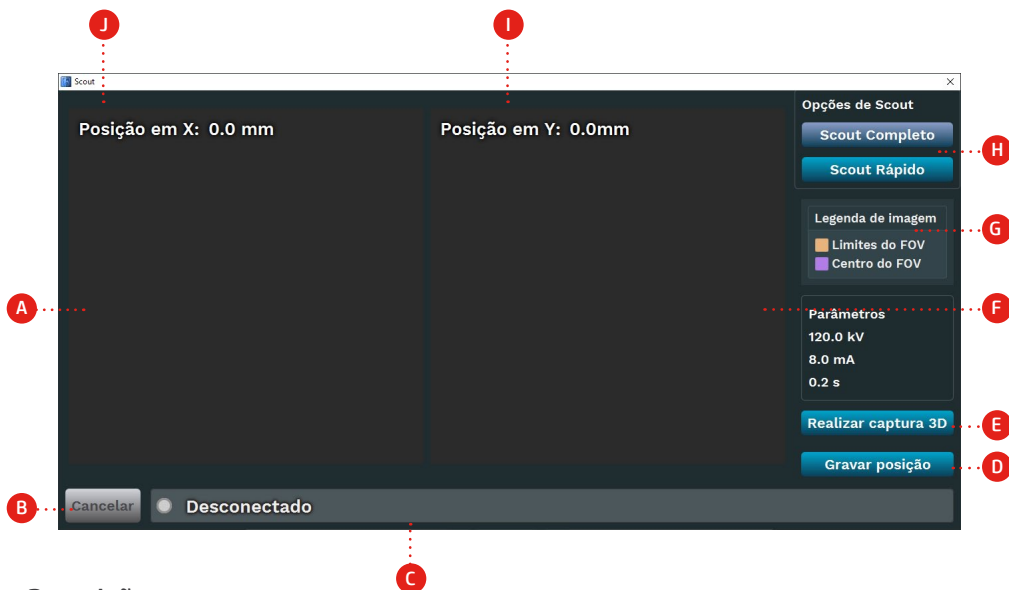 J
I
Scout
Opções de Scout
Posição em X: 0.0 mm
Posição em Y: 0.0mm
Scout Completo
H
Scout Rápido
Legenda de imagem
G
Limites do FOV
Centro do FOV
A
F
Parâmetros
120.0 kV
8.0 mA
0.2 s
Realizar captura 3D
E
Gravar posição
D
B
Cancelar
Desconectado
C